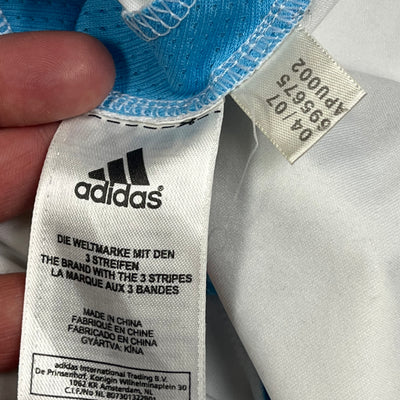 04/07
695675
APU002
adidas
DIE WELTMARKE MIT DEN
3 STREIFEN
THE BRAND WITH THE 3 STRIPES
LA MARQUE AUX 3 BANDES
MADE IN CHINA
FABRIQUÉ EN CHINE
FABRICADO EN CHINA
GYÁRTVA: KÍNA
adidas International Trading B.V.
De Prinsenhof, Koningin Wilhelminaplein 30
1062 KR Amsterdam, NL
C.I.F./No NL